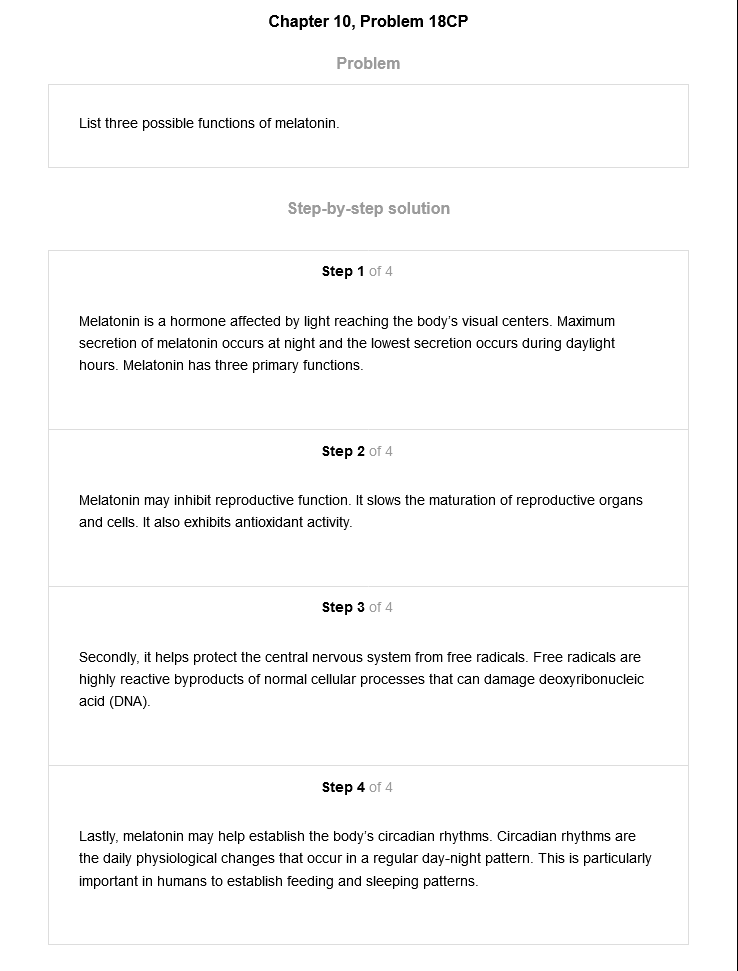 Chapter 10, Problem 18CP
Problem
List three possible functions of melatonin.
Step-by-step solution
Step 1 of 4
Melatonin is a hormone affected by light reaching the body’s visual centers. Maximum
secretion of melatonin occurs at night and the lowest secretion occurs during daylight
hours. Melatonin has three primary functions.
Step 2 of 4
Melatonin may inhibit reproductive function. It slows the maturation of reproductive organs
and cells. It also exhibits antioxidant activity.
Step 3 of 4
Secondly, it helps protect the central nervous system from free radicals. Free radicals are
highly reactive byproducts of normal cellular processes that can damage deoxyribonucleic
acid (DNA).
Step 4 of 4
Lastly, melatonin may help establish the body’s circadian rhythms. Circadian rhythms are
the daily physiological changes that occur in a regular day-night pattern. This is particularly
important in humans to establish feeding and sleeping patterns.